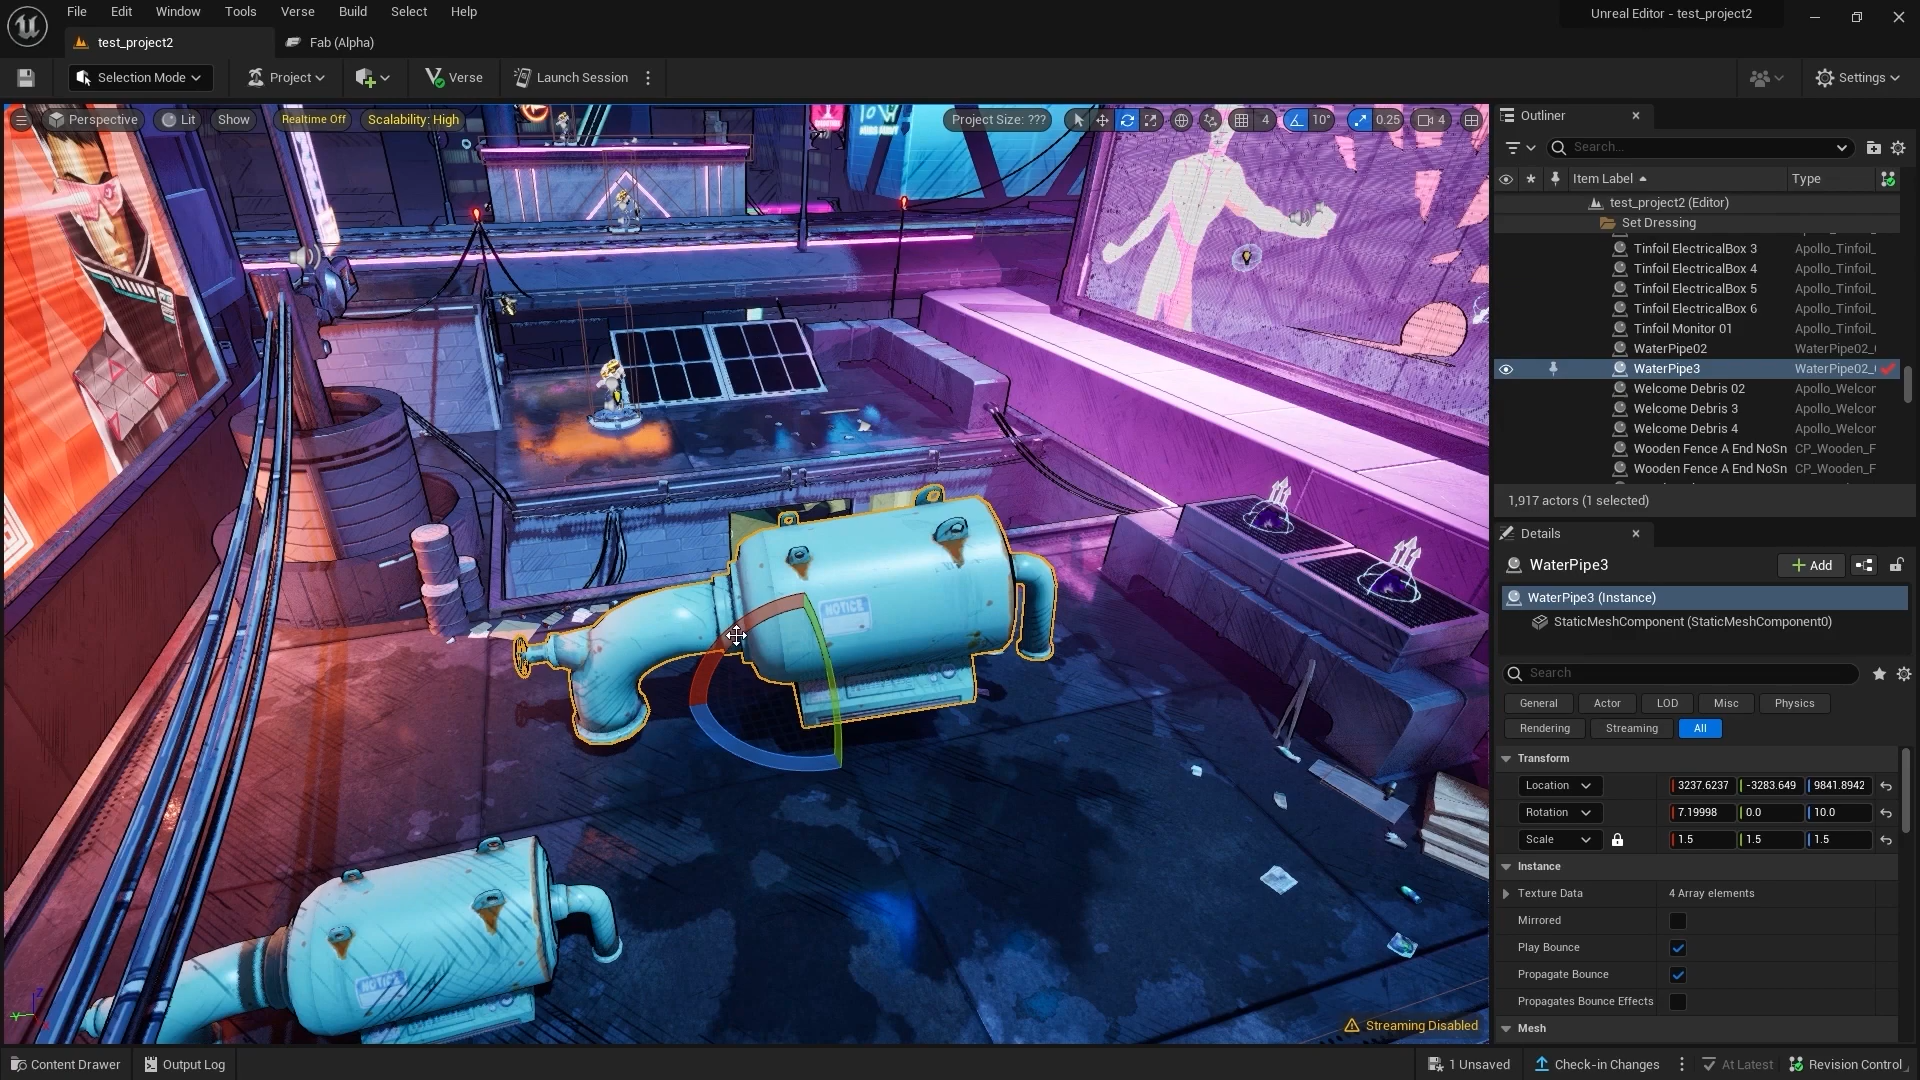 File Edit Window Tools Verse Build Select Help
Unreal Editor - test_project2
test_project2
Fab (Alpha)
Selection Mode
Project
Verse
Launch Session
Settings
Perspective
Lit
Show
Realtime Off
Scalability: High
Project Size: ???
4
10°
0.25
4
NOTICE
NOTICE
Streaming Disabled
Outliner
Search...
Item Label
Type
test_project2 (Editor)
Set Dressing
Tinfoil ElectricalBox 3 Apollo_Tinfoil_
Tinfoil ElectricalBox 4 Apollo_Tinfoil_
Tinfoil ElectricalBox 5 Apollo_Tinfoil_
Tinfoil ElectricalBox 6 Apollo_Tinfoil_
Tinfoil Monitor 01 Apollo_Tinfoil_
WaterPipe02 WaterPipe02_
WaterPipe3 WaterPipe02_
Welcome Debris 02 Apollo_Welcor
Welcome Debris 3 Apollo_Welcor
Welcome Debris 4 Apollo_Welcor
Wooden Fence A End NoSn CP_Wooden_F
Wooden Fence A End NoSn CP_Wooden_F
1,917 actors (1 selected)
Details
WaterPipe3
Add
WaterPipe3 (Instance)
StaticMeshComponent (StaticMeshComponent0)
Search
General Actor LOD Misc Physics
Rendering Streaming All
Transform
Location 3237.6237 -3283.649 9841.8942
Rotation 7.19998 0.0 10.0
Scale 1.5 1.5 1.5
Instance
Texture Data 4 Array elements
Mirrored
Play Bounce
Propagate Bounce
Propagates Bounce Effects
Mesh
Content Drawer
Output Log
1 Unsaved
Check-in Changes
At Latest
Revision Control